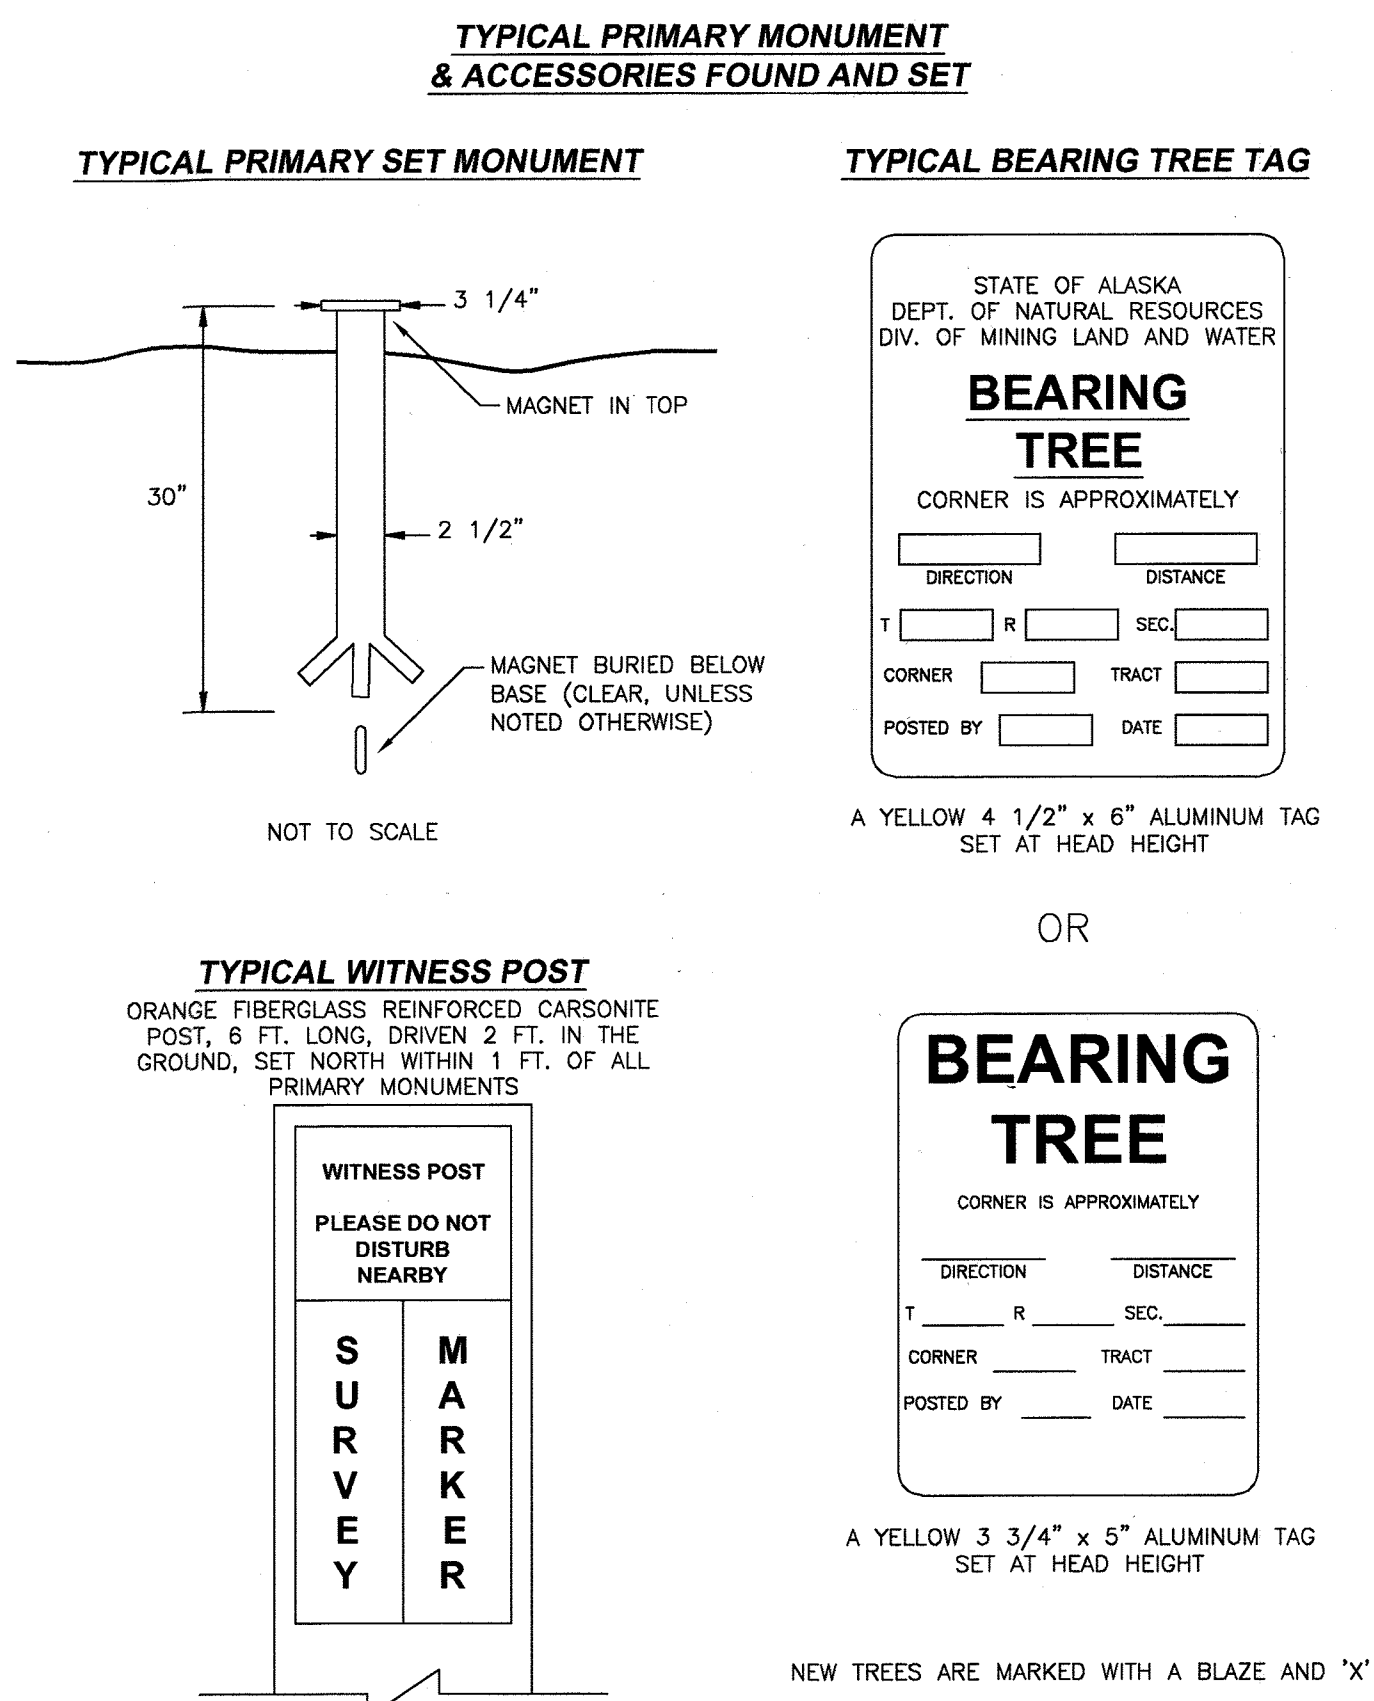 TYPICAL PRIMARY MONUMENT
& ACCESSORIES FOUND AND SET
TYPICAL PRIMARY SET MONUMENT
3 1/4"
MAGNET IN TOP
30"
2 1/2"
MAGNET BURIED BELOW
BASE (CLEAR, UNLESS
NOTED OTHERWISE)
NOT TO SCALE
TYPICAL BEARING TREE TAG
STATE OF ALASKA
DEPT. OF NATURAL RESOURCES
DIV. OF MINING LAND AND WATER
BEARING
TREE
CORNER IS APPROXIMATELY
DIRECTION DISTANCE
T R SEC.
CORNER TRACT
POSTED BY DATE
A YELLOW 4 1/2" x 6" ALUMINUM TAG
SET AT HEAD HEIGHT
OR
TYPICAL WITNESS POST
ORANGE FIBERGLASS REINFORCED CARSONITE
POST, 6 FT. LONG, DRIVEN 2 FT. IN THE
GROUND, SET NORTH WITHIN 1 FT. OF ALL
PRIMARY MONUMENTS
WITNESS POST
PLEASE DO NOT
DISTURB
NEARBY
SURVEY
MARKER
BEARING
TREE
CORNER IS APPROXIMATELY
DIRECTION DISTANCE
T R SEC.
CORNER TRACT
POSTED BY DATE
A YELLOW 3 3/4" x 5" ALUMINUM TAG
SET AT HEAD HEIGHT
NEW TREES ARE MARKED WITH A BLAZE AND 'X'